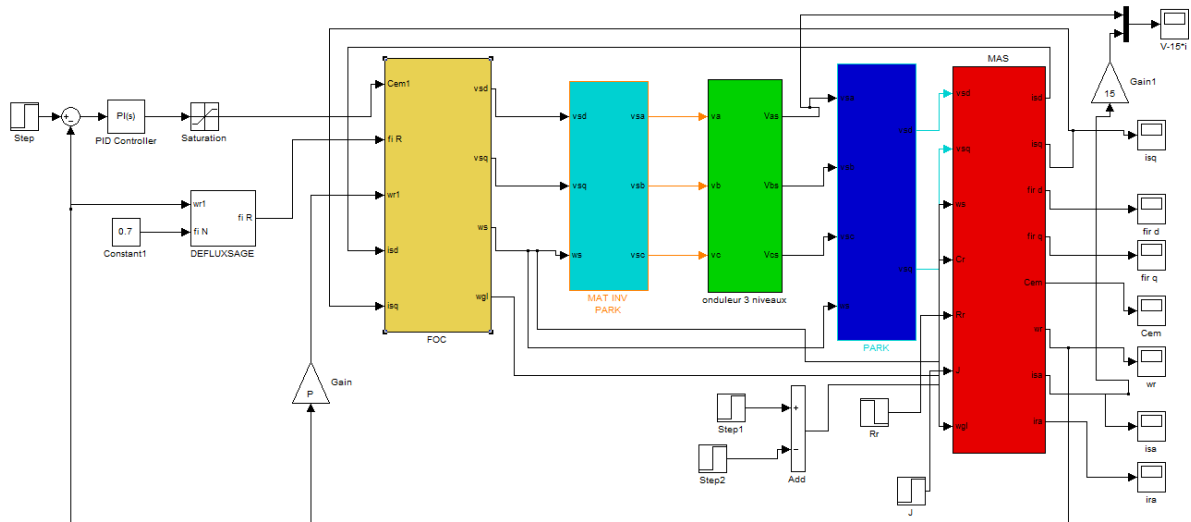 Step
PI(s)
PID Controller
Saturation
0.7
Constant1
wr1
fi N
fi R
DEFLUXSAGE
P
Gain
Cem1
fi R
wr1
isd
isq
vsd
vsq
ws
wgl
FOC
vsd
vsq
ws
vsa
vsb
vsc
MAT INV
PARK
va
vb
vc
Vas
Vbs
Vcs
onduleur 3 niveaux
PARK
MAS
vsd
vsq
ws
Cr
Rr
J
wgl
isd
isq
fir d
fir q
Cem
wr
isa
ira
Step1
Step2
Add
Rr
J
15
Gain1
V-15*i
isq
fir d
fir q
Cem
wr
isa
ira